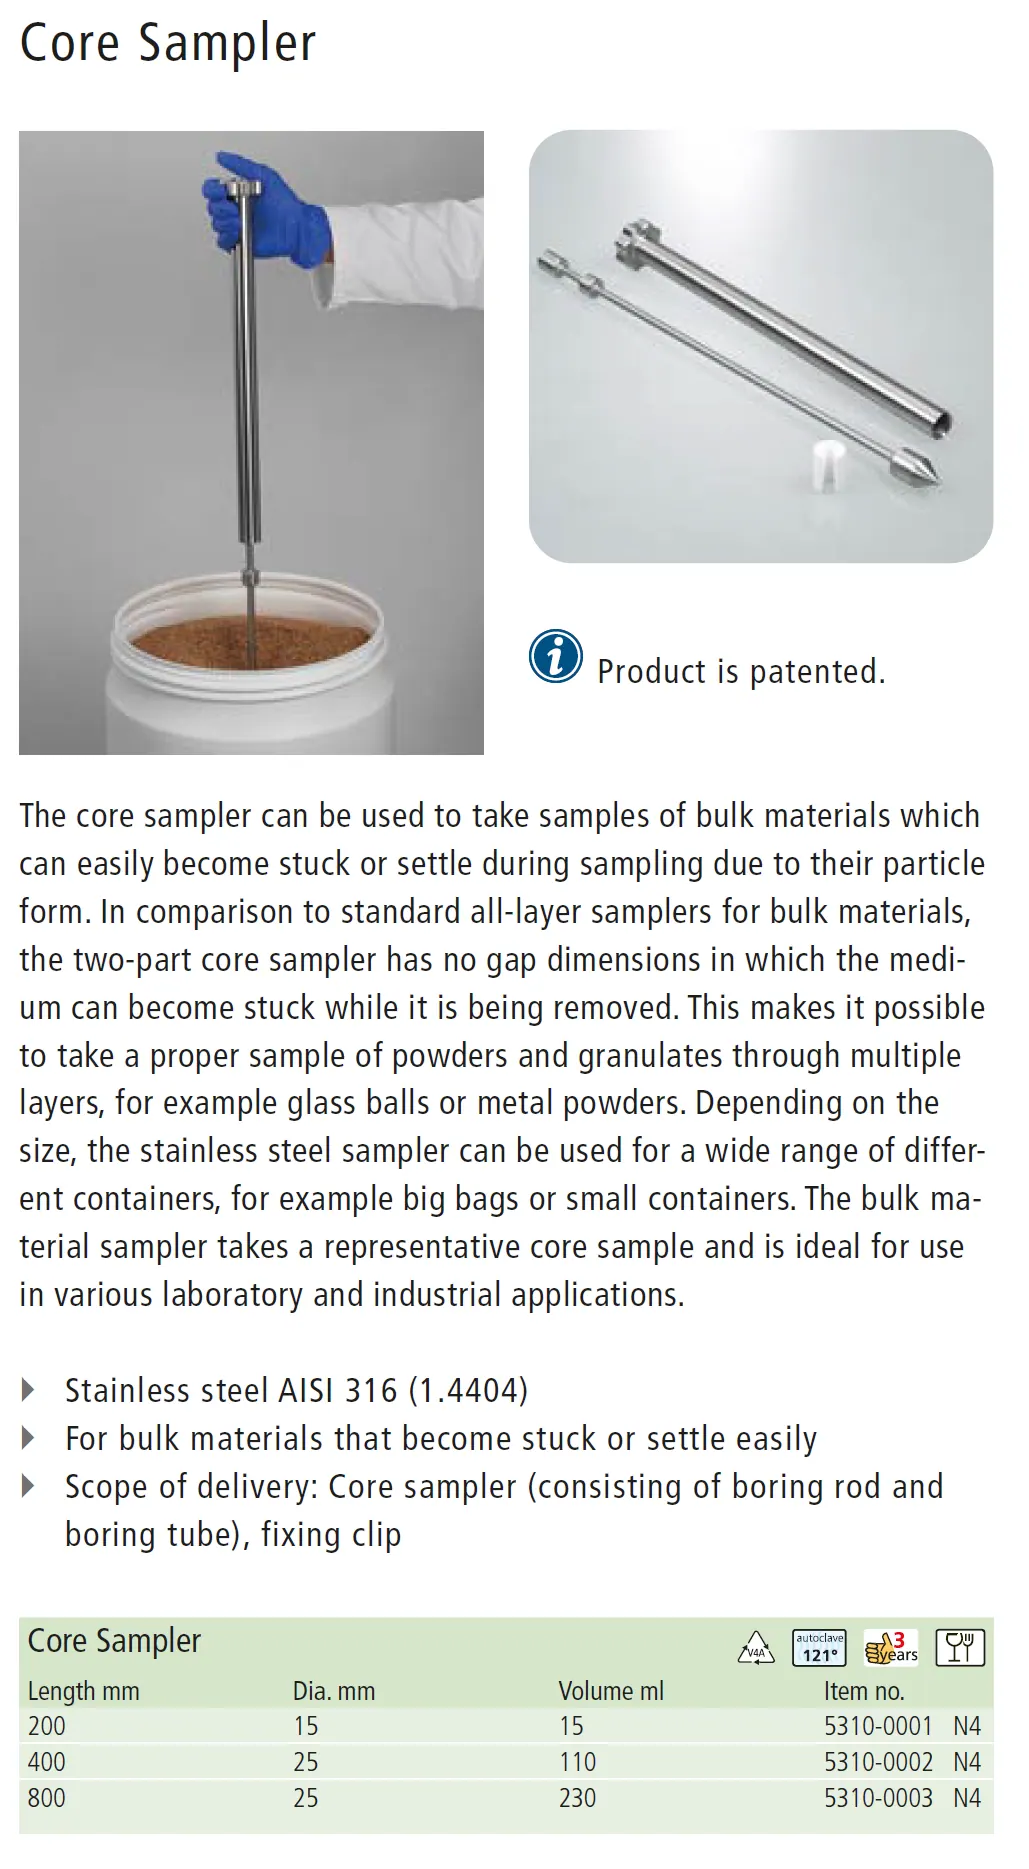 Core Sampler
i
Product is patented.
The core sampler can be used to take samples of bulk materials which
can easily become stuck or settle during sampling due to their particle
form. In comparison to standard all-layer samplers for bulk materials,
the two-part core sampler has no gap dimensions in which the medi-
um can become stuck while it is being removed. This makes it possible
to take a proper sample of powders and granulates through multiple
layers, for example glass balls or metal powders. Depending on the
size, the stainless steel sampler can be used for a wide range of differ-
ent containers, for example big bags or small containers. The bulk ma-
terial sampler takes a representative core sample and is ideal for use
in various laboratory and industrial applications.
Stainless steel AISI 316 (1.4404)
For bulk materials that become stuck or settle easily
Scope of delivery: Core sampler (consisting of boring rod and
boring tube), fixing clip
Core Sampler V4A autoclave 121° 3 years
Length mm Dia. mm Volume ml Item no.
200 15 15 5310-0001 N4
400 25 110 5310-0002 N4
800 25 230 5310-0003 N4